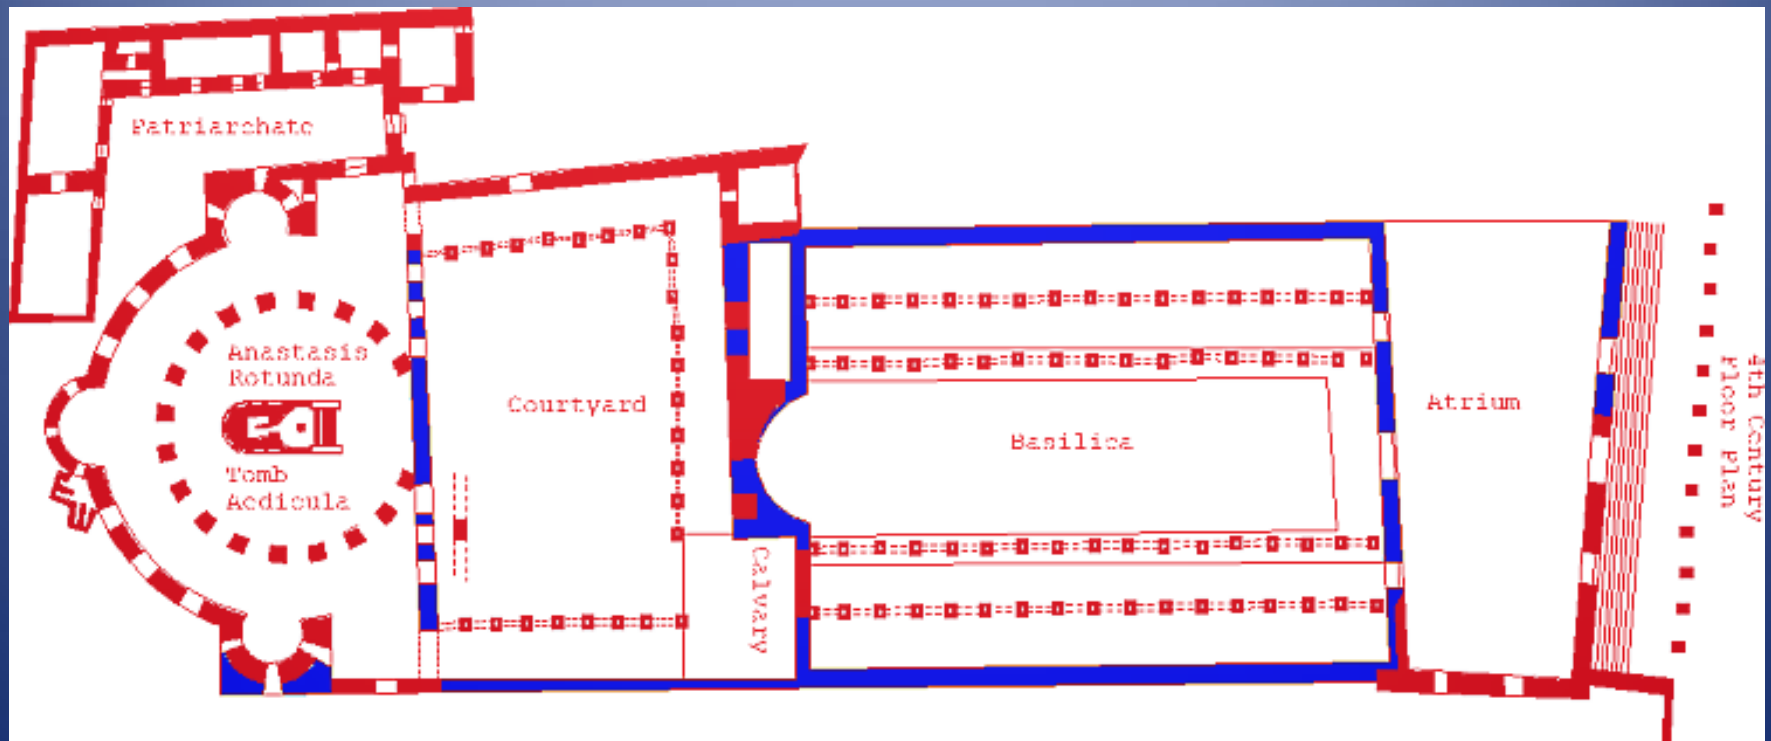 Patriarchate
Anastasis
Rotunda
Tomb
Aedicula
Courtyard
Calvary
Basilica
Atrium
4th Century
Floor Plan